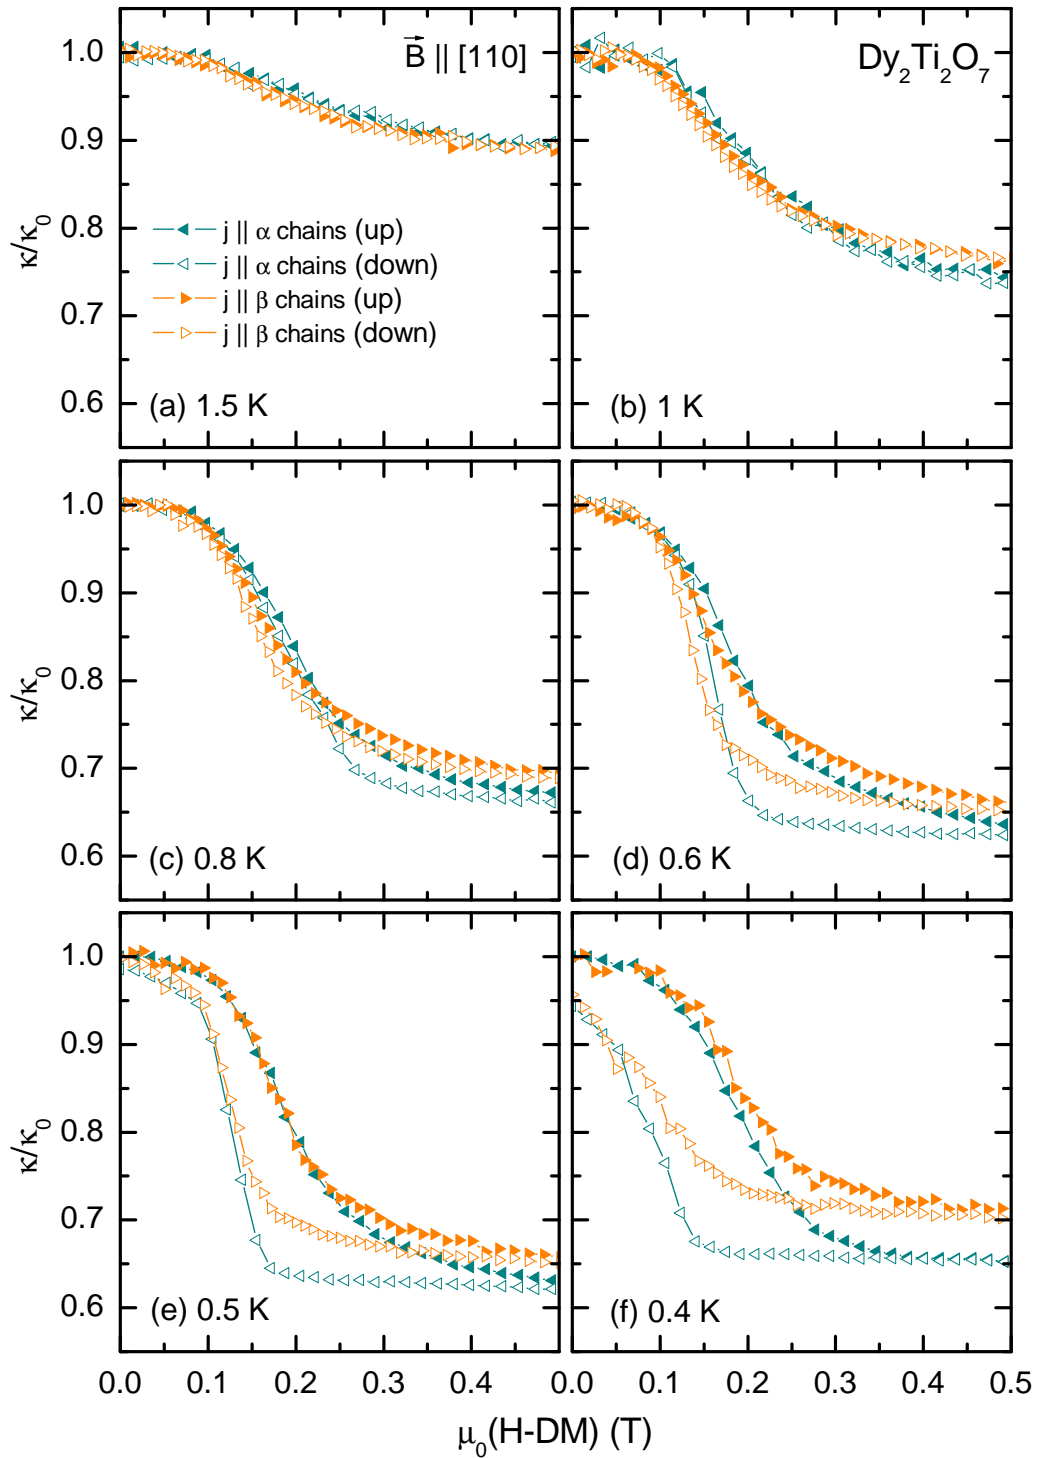 B⃗ || [110]
Dy₂Ti₂O₇
1.0
0.9
0.8
0.7
0.6
κ/κ₀
j || α chains (up)
j || α chains (down)
j || β chains (up)
j || β chains (down)
(a) 1.5 K
(b) 1 K
1.0
0.9
0.8
0.7
0.6
κ/κ₀
(c) 0.8 K
(d) 0.6 K
1.0
0.9
0.8
0.7
0.6
κ/κ₀
(e) 0.5 K
(f) 0.4 K
0.0 0.1 0.2 0.3 0.4 0.0 0.1 0.2 0.3 0.4 0.5
μ₀(H-DM) (T)